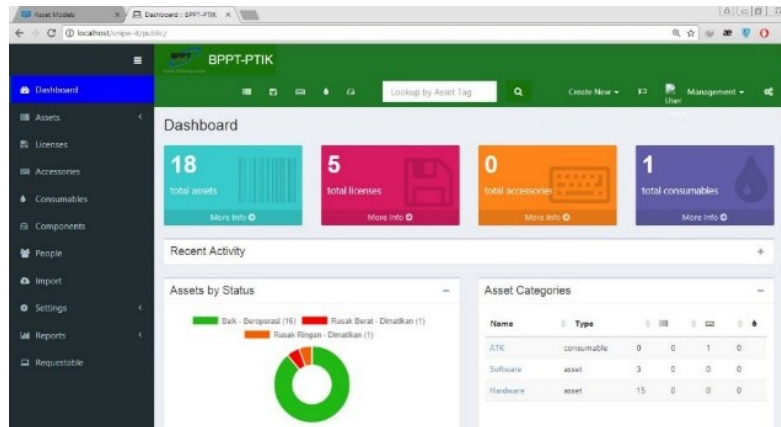 Asset Models
Dashboard : BPPT-PTIK
localhost/snipe-it/public/
BPPT
BPPT-PTIK
Lookup by Asset Tag
Create New
User
Management
Dashboard
Assets
Licenses
Accessories
Consumables
Components
People
Import
Settings
Reports
Requestable
Dashboard
18
total assets
More Info
5
total licenses
More Info
0
total accessories
More Info
1
total consumables
More Info
Recent Activity
Assets by Status
Baik - Beroperasi (16) Rusak Berat - Dimatikan (1)
Rusak Ringan - Dimatikan (1)
Asset Categories
Name Type
ATK consumable 0 0 1 0
Software asset 3 0 0 0
Hardware asset 15 0 0 0